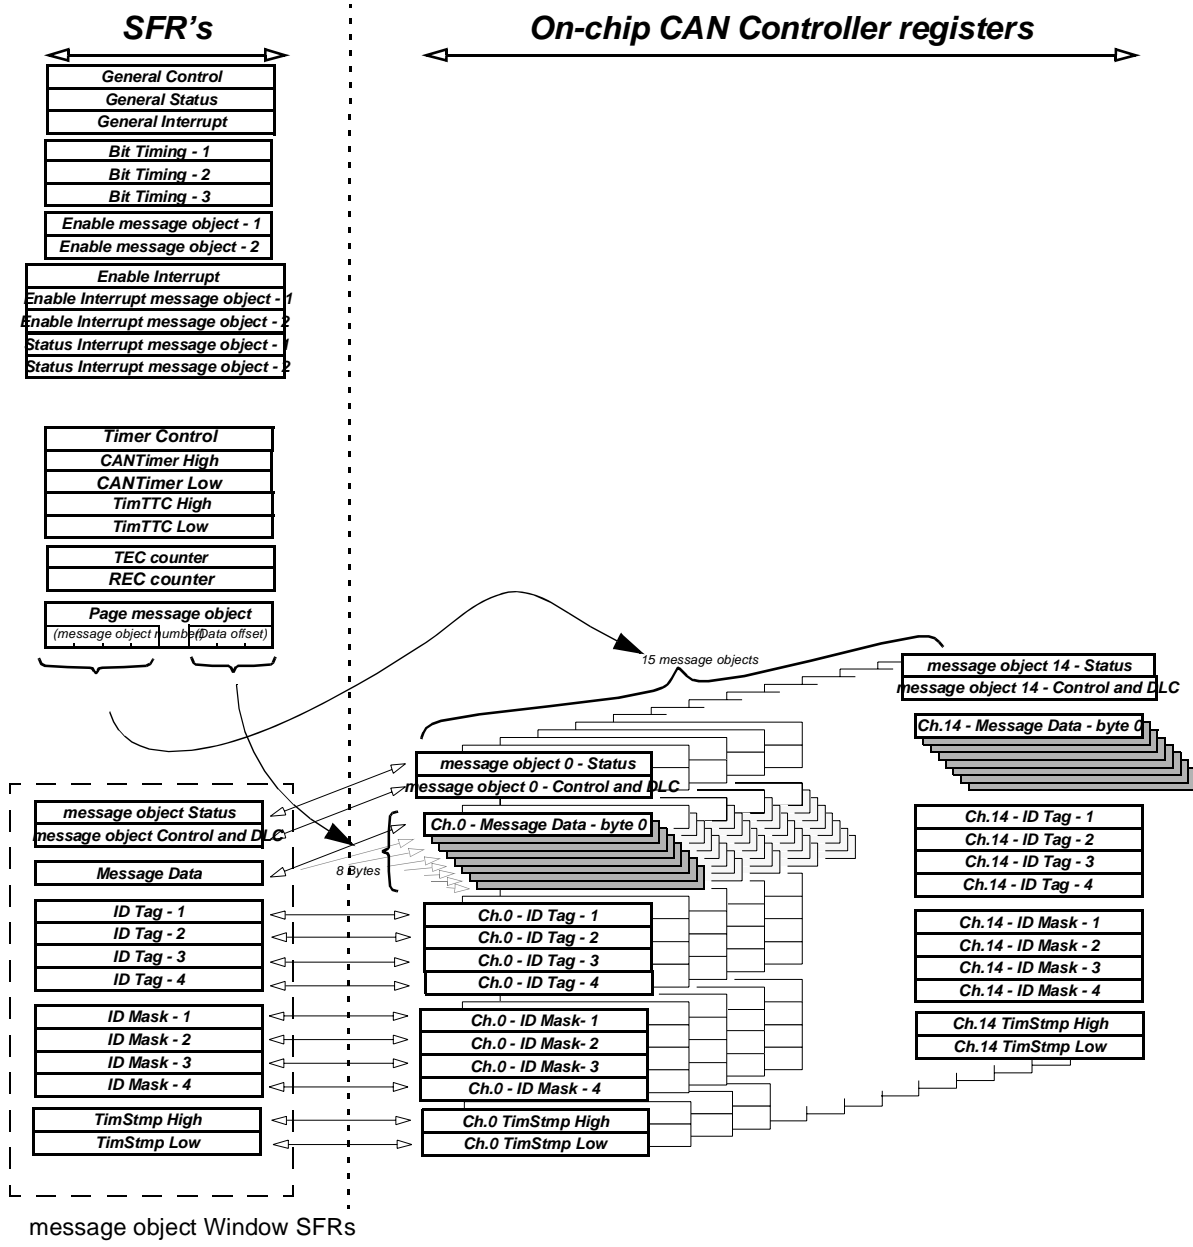 SFR's
On-chip CAN Controller registers
General Control
General Status
General Interrupt
Bit Timing - 1
Bit Timing - 2
Bit Timing - 3
Enable message object - 1
Enable message object - 2
Enable Interrupt
Enable Interrupt message object - 1
Enable Interrupt message object - 2
Status Interrupt message object - 1
Status Interrupt message object - 2
Timer Control
CANTimer High
CANTimer Low
TimTTC High
TimTTC Low
TEC counter
REC counter
Page message object
(message object number)
(Data offset)
15 message objects
message object 14 - Status
message object 14 - Control and DLC
Ch.14 - Message Data - byte 0
message object 0 - Status
message object 0 - Control and DLC
Ch.0 - Message Data - byte 0
8 Bytes
message object Status
message object Control and DLC
Message Data
ID Tag - 1
ID Tag - 2
ID Tag - 3
ID Tag - 4
ID Mask - 1
ID Mask - 2
ID Mask - 3
ID Mask - 4
TimStmp High
TimStmp Low
Ch.0 - ID Tag - 1
Ch.0 - ID Tag - 2
Ch.0 - ID Tag - 3
Ch.0 - ID Tag - 4
Ch.0 - ID Mask- 1
Ch.0 - ID Mask- 2
Ch.0 - ID Mask- 3
Ch.0 - ID Mask - 4
Ch.0 TimStmp High
Ch.0 TimStmp Low
Ch.14 - ID Tag - 1
Ch.14 - ID Tag - 2
Ch.14 - ID Tag - 3
Ch.14 - ID Tag - 4
Ch.14 - ID Mask - 1
Ch.14 - ID Mask - 2
Ch.14 - ID Mask - 3
Ch.14 - ID Mask - 4
Ch.14 TimStmp High
Ch.14 TimStmp Low
message object Window SFRs